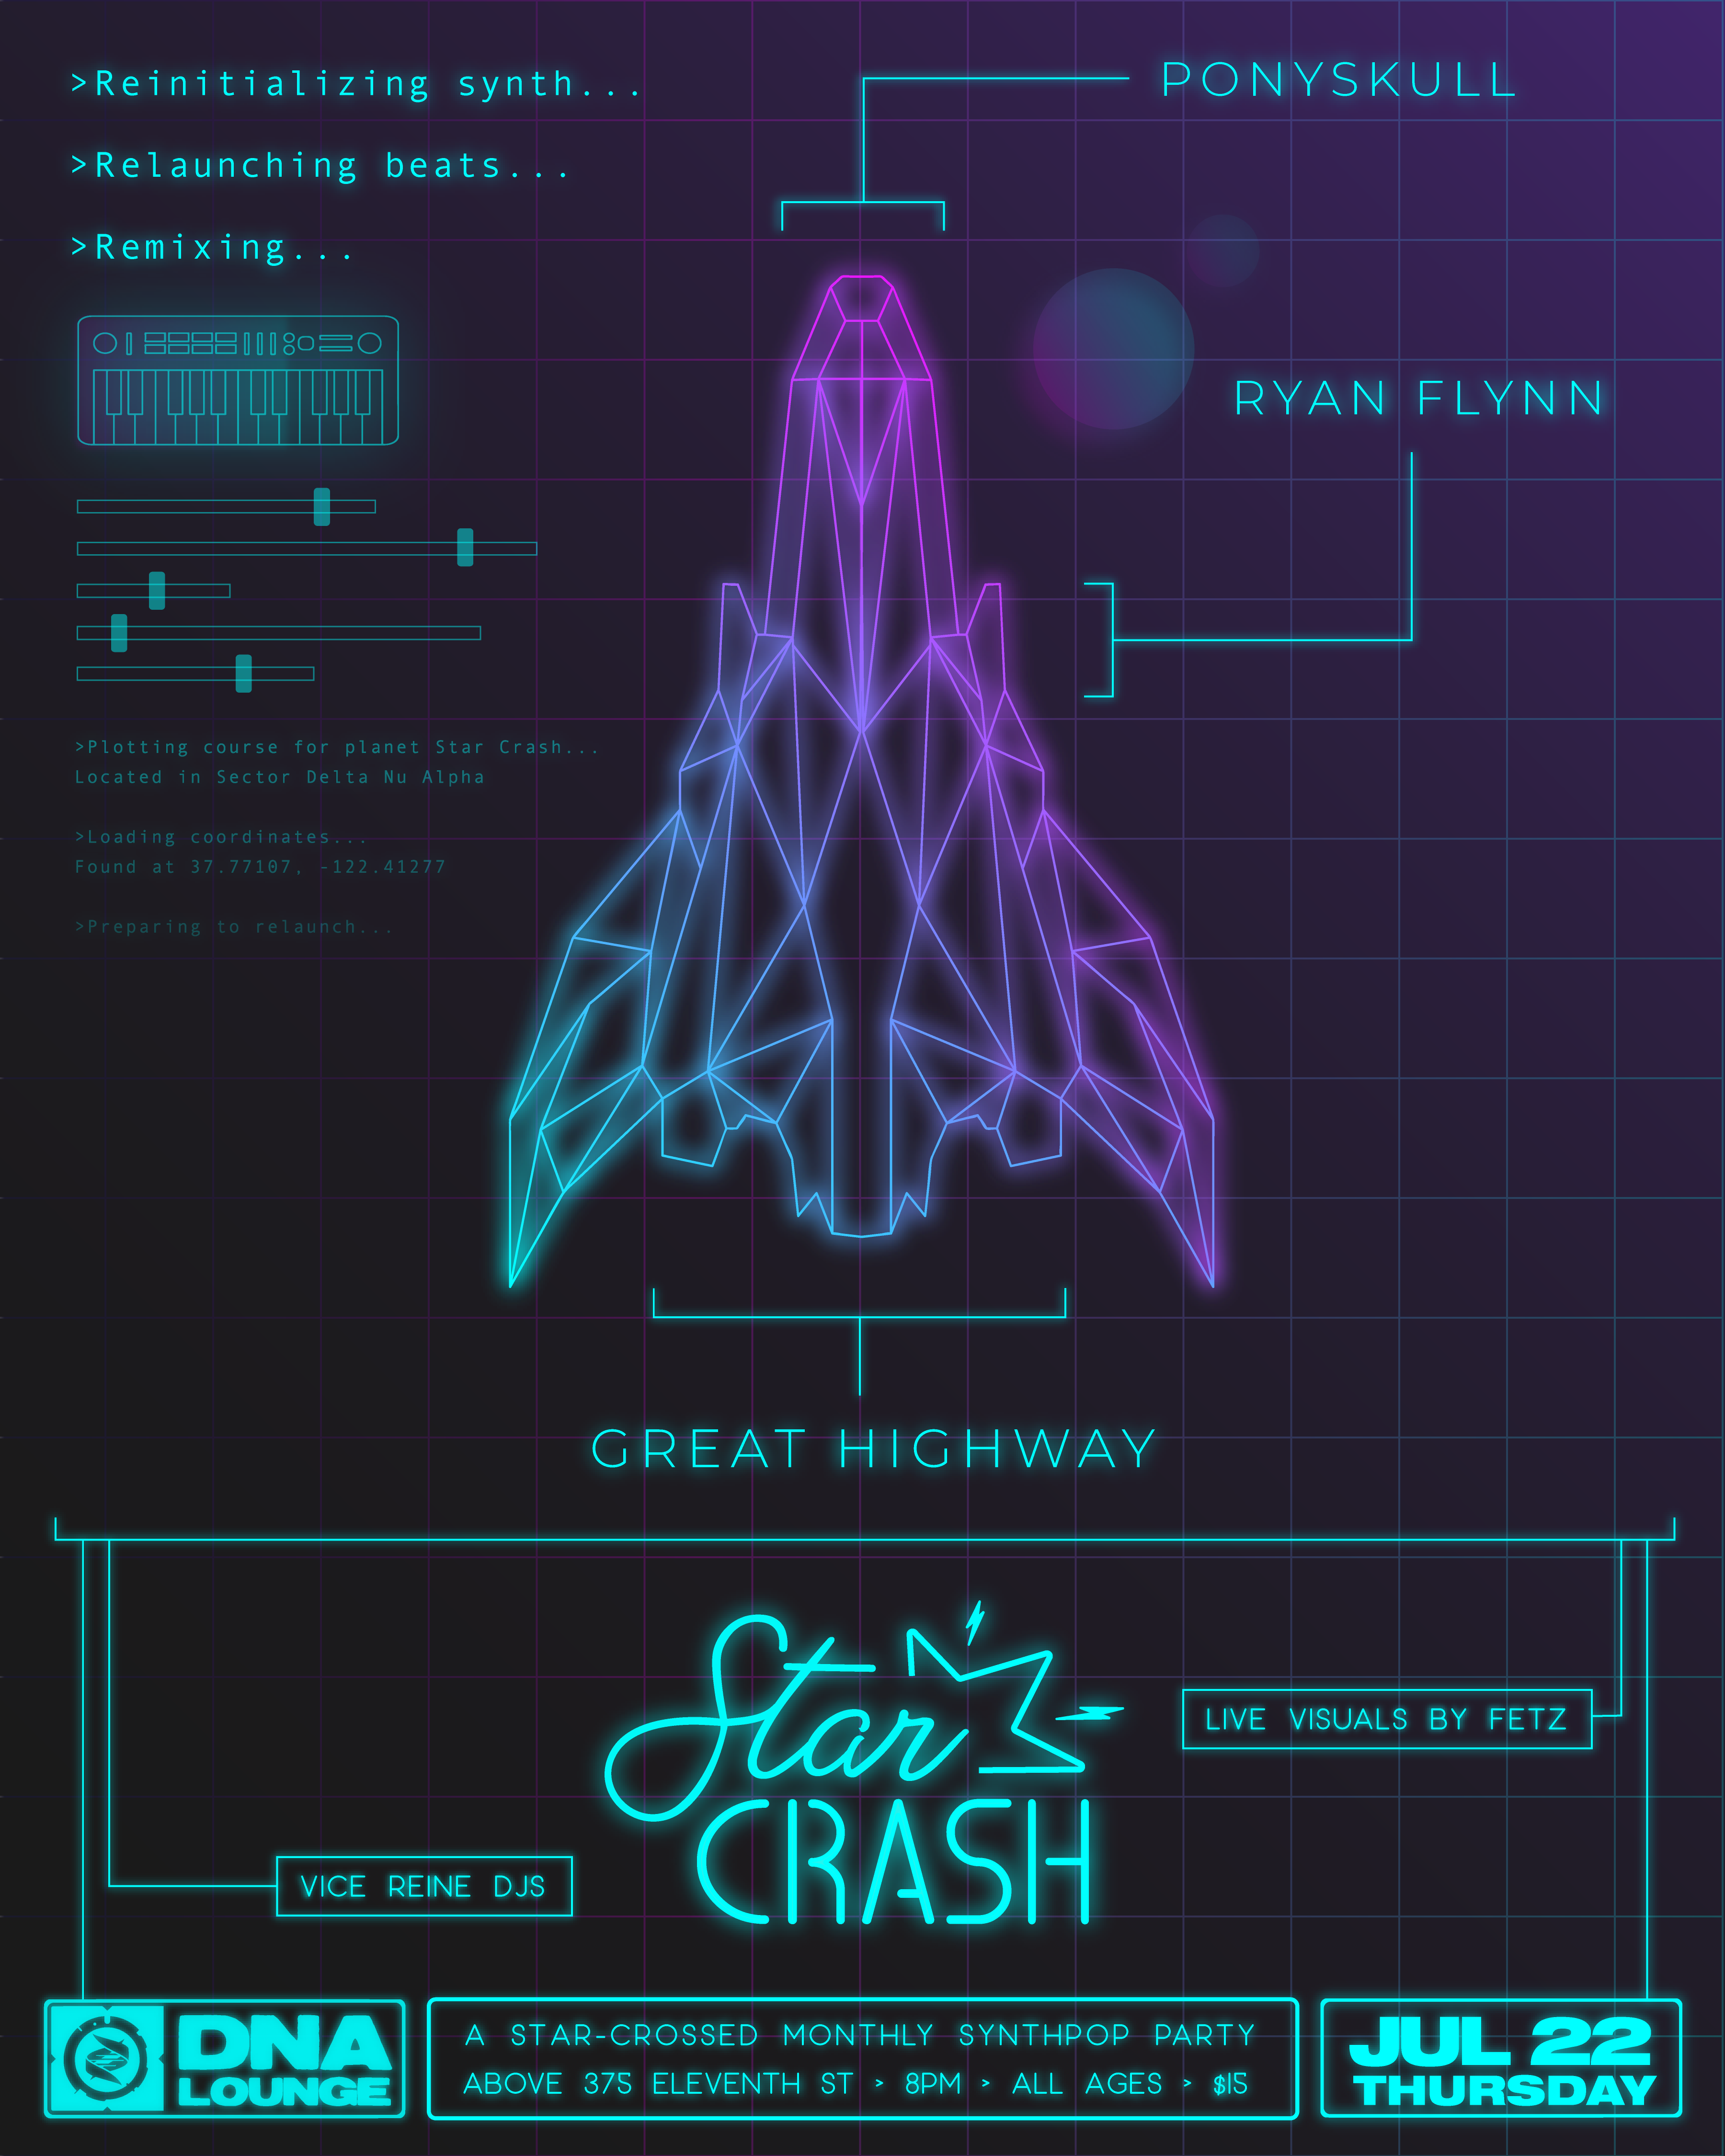 >Reinitializing synth...
>Relaunching beats...
>Remixing...
PONYSKULL
RYAN FLYNN
>Plotting course for planet Star Crash...
Located in Sector Delta Nu Alpha
>Loading coordinates...
Found at 37.77107, -122.41277
>Preparing to relaunch...
GREAT HIGHWAY
Star
CRASH
LIVE VISUALS BY FETZ
VICE REINE DJS
DNA
LOUNGE
A STAR-CROSSED MONTHLY SYNTHPOP PARTY
ABOVE 375 ELEVENTH ST > 8PM > ALL AGES > $15
JUL 22
THURSDAY